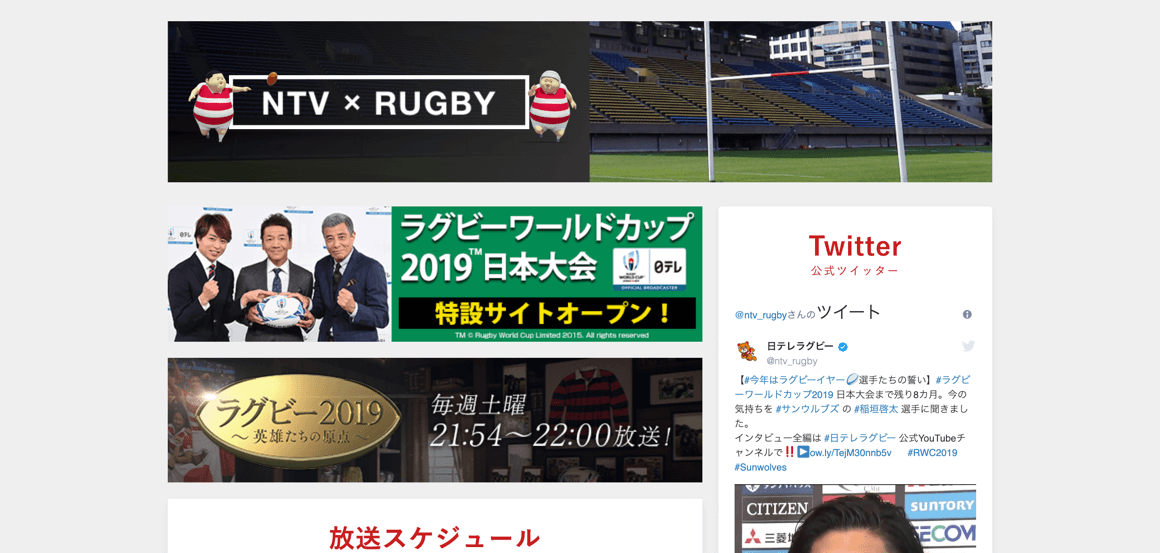 NTV × RUGBY
ラグビーワールドカップ
2019™日本大会
日テレ
RUGBY
WORLD CUP
OFFICIAL BROADCASTER
特設サイトオープン！
TM © Rugby World Cup Limited 2015. All rights reserved
ラグビー2019
～英雄たちの原点～
毎週土曜
21:54～22:00放送!
放送スケジュール
Twitter
公式ツイッター
@ntv_rugbyさんのツイート
日テレラグビー
@ntv_rugby
【#今年はラグビーイヤー🏉選手たちの誓い】#ラグビ
ーワールドカップ2019 日本大会まで残り8カ月。今の
気持ちを #サンウルブズ の #稲垣啓太 選手に聞きまし
た。
インタビュー全編は #日テレラグビー 公式YouTubeチ
ャンネルで‼️▶️ow.ly/TejM30nnb5v #RWC2019
#Sunwolves
CITIZEN
SUNTORY
三菱地
SECOM